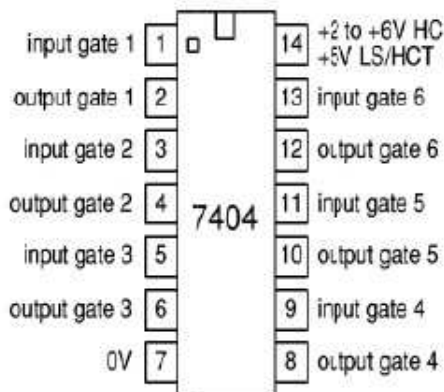 input gate 1 1 14 +2 to +6V HC
+5V LS/HCT
output gate 1 2 13 input gate 6
input gate 2 3 12 output gate 6
output gate 2 4 11 input gate 5
7404
input gate 3 5 10 output gate 5
output gate 3 6 9 input gate 4
0V 7 8 output gate 4